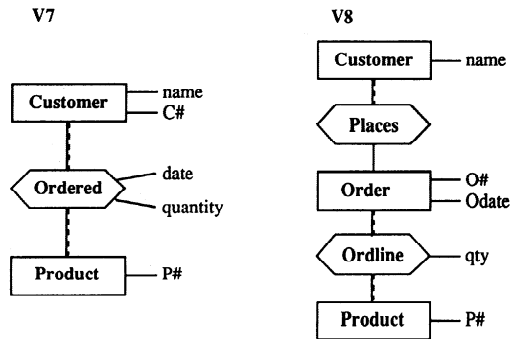 V7
Customer
name
C#
Ordered
date
quantity
Product
P#
V8
Customer
name
Places
Order
O#
Odate
Ordline
qty
Product
P#